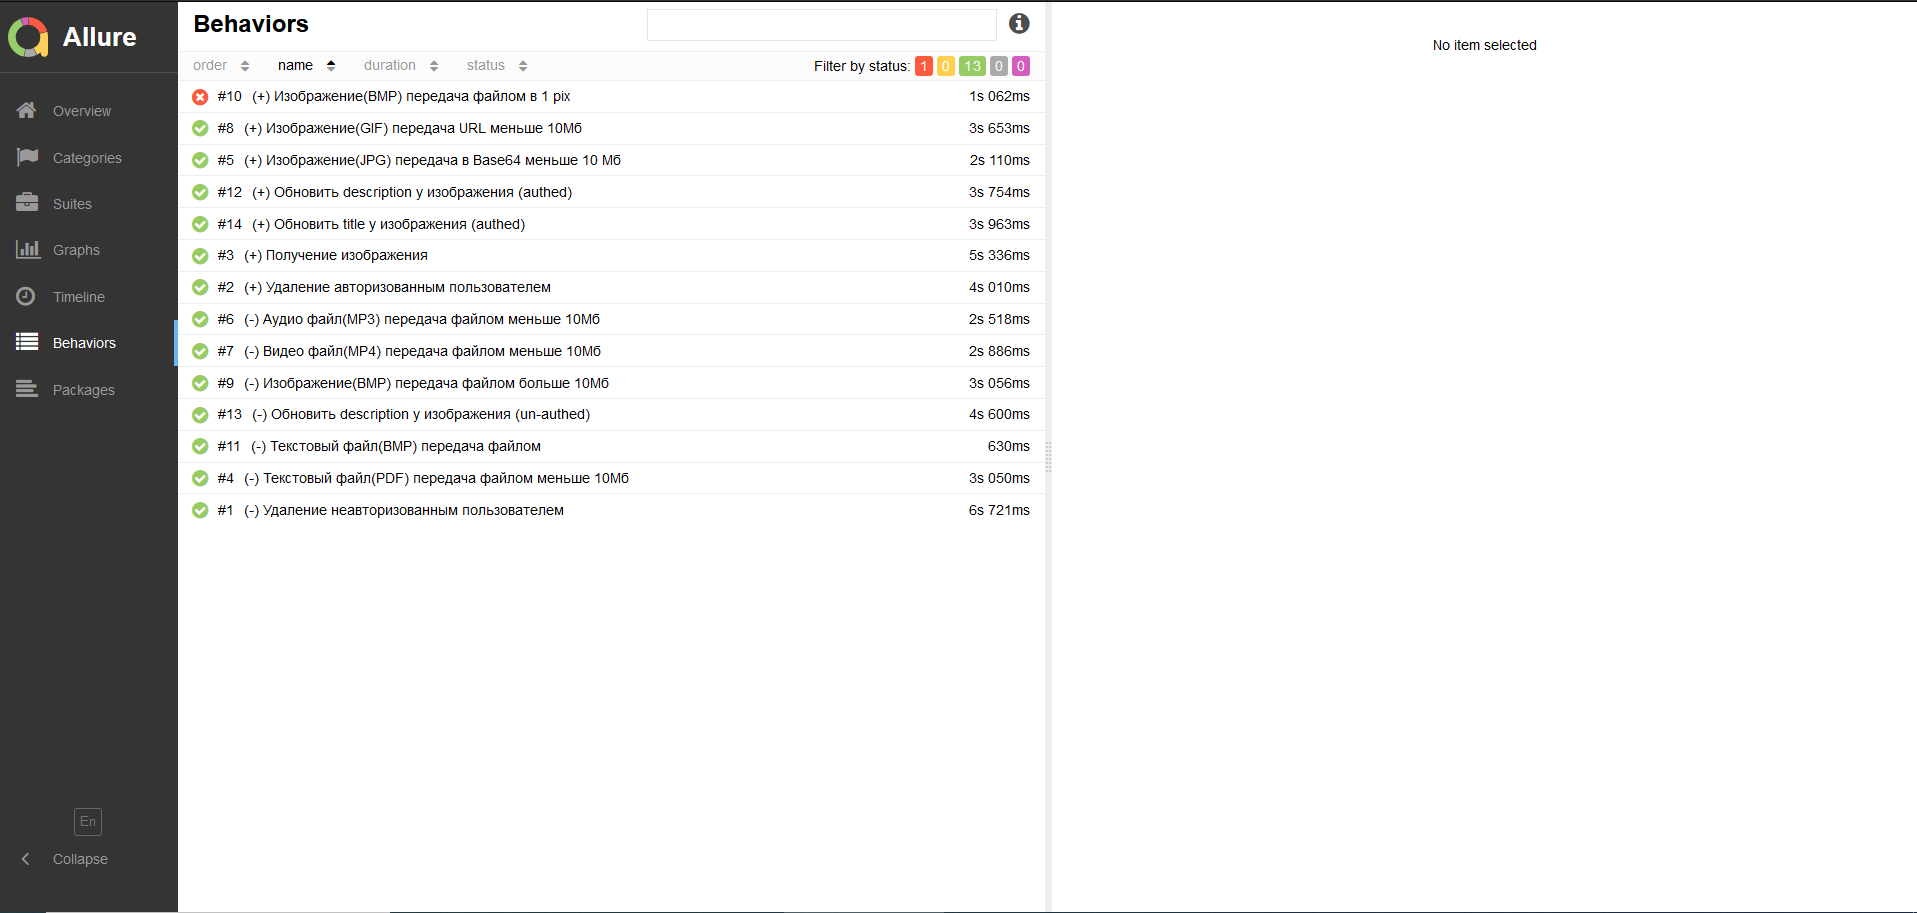 Allure
Overview
Categories
Suites
Graphs
Timeline
Behaviors
Packages
En
Collapse
Behaviors
order name duration status Filter by status: 1 0 13 0 0
#10 (+) Изображение(BMP) передача файлом в 1 pix 1s 062ms
#8 (+) Изображение(GIF) передача URL меньше 10Мб 3s 653ms
#5 (+) Изображение(JPG) передача в Base64 меньше 10 Мб 2s 110ms
#12 (+) Обновить description у изображения (authed) 3s 754ms
#14 (+) Обновить title у изображения (authed) 3s 963ms
#3 (+) Получение изображения 5s 336ms
#2 (+) Удаление авторизованным пользователем 4s 010ms
#6 (-) Аудио файл(MP3) передача файлом меньше 10Мб 2s 518ms
#7 (-) Видео файл(MP4) передача файлом меньше 10Мб 2s 886ms
#9 (-) Изображение(BMP) передача файлом больше 10Мб 3s 056ms
#13 (-) Обновить description у изображения (un-authed) 4s 600ms
#11 (-) Текстовый файл(BMP) передача файлом 630ms
#4 (-) Текстовый файл(PDF) передача файлом меньше 10Мб 3s 050ms
#1 (-) Удаление неавторизованным пользователем 6s 721ms
No item selected